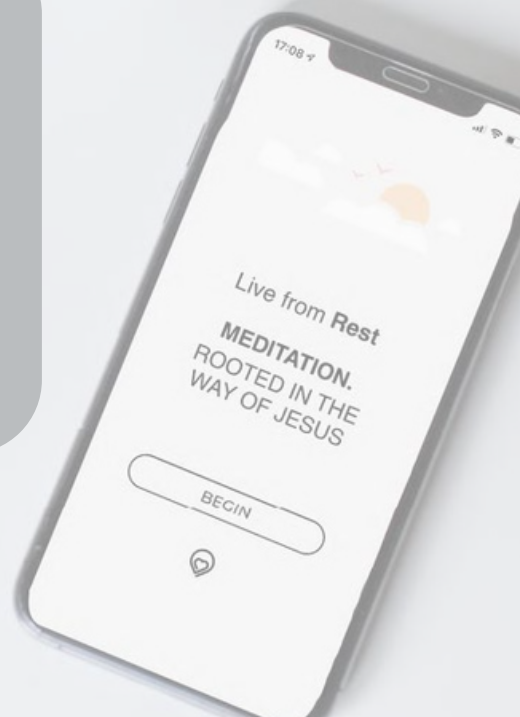 17:08
Live from Rest
MEDITATION.
ROOTED IN THE
WAY OF JESUS
BEGIN